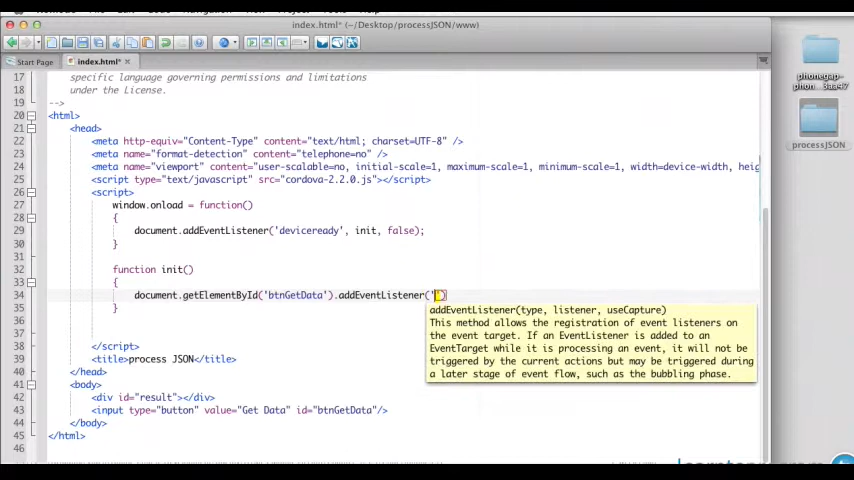 index.html* (~/Desktop/processJSON/www)
Start Page index.html*
17 specific language governing permissions and limitations
18 under the License.
19 -->
20 <html>
21 <head>
22 <meta http-equiv="Content-Type" content="text/html; charset=UTF-8" />
23 <meta name="format-detection" content="telephone=no" />
24 <meta name="viewport" content="user-scalable=no, initial-scale=1, maximum-scale=1, minimum-scale=1, width=device-width, heig
25 <script type="text/javascript" src="cordova-2.2.0.js"></script>
26 <script>
27 window.onload = function()
28 {
29 document.addEventListener('deviceready', init, false);
30 }
31
32 function init()
33 {
34 document.getElementById('btnGetData').addEventListener('')
35 }
36
37
38 </script>
39 <title>process JSON</title>
40 </head>
41 <body>
42 <div id="result"></div>
43 <input type="button" value="Get Data" id="btnGetData"/>
44 </body>
45 </html>
46
addEventListener(type, listener, useCapture)
This method allows the registration of event listeners on
the event target. If an EventListener is added to an
EventTarget while it is processing an event, it will not be
triggered by the current actions but may be triggered during
a later stage of event flow, such as the bubbling phase.
phonegap-
phon...3aa47
processJSON